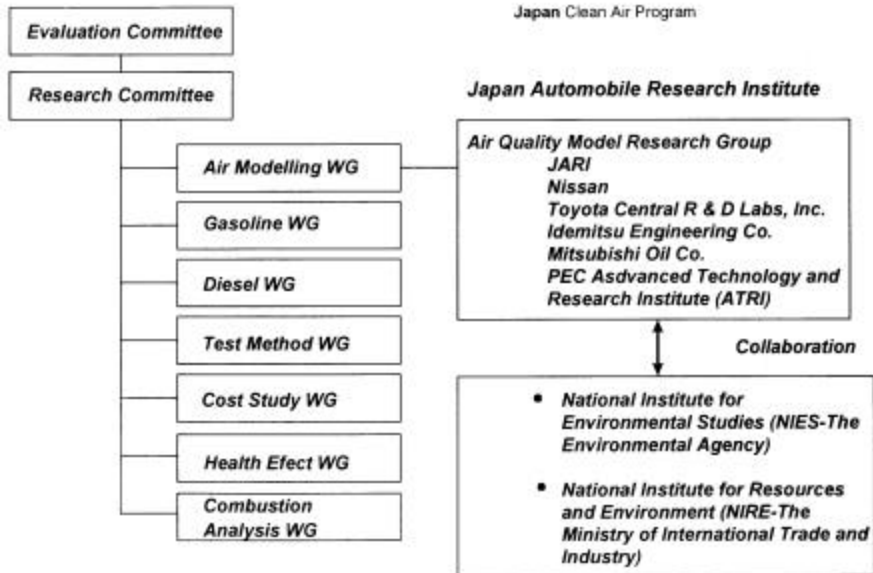 Japan Clean Air Program
Evaluation Committee
Research Committee
Air Modelling WG
Gasoline WG
Diesel WG
Test Method WG
Cost Study WG
Health Efect WG
Combustion
Analysis WG
Japan Automobile Research Institute
Air Quality Model Research Group
JARI
Nissan
Toyota Central R & D Labs, Inc.
Idemitsu Engineering Co.
Mitsubishi Oil Co.
PEC Asdvanced Technology and
Research Institute (ATRI)
Collaboration
• National Institute for
Environmental Studies (NIES-The
Environmental Agency)
• National Institute for Resources
and Environment (NIRE-The
Ministry of International Trade and
Industry)